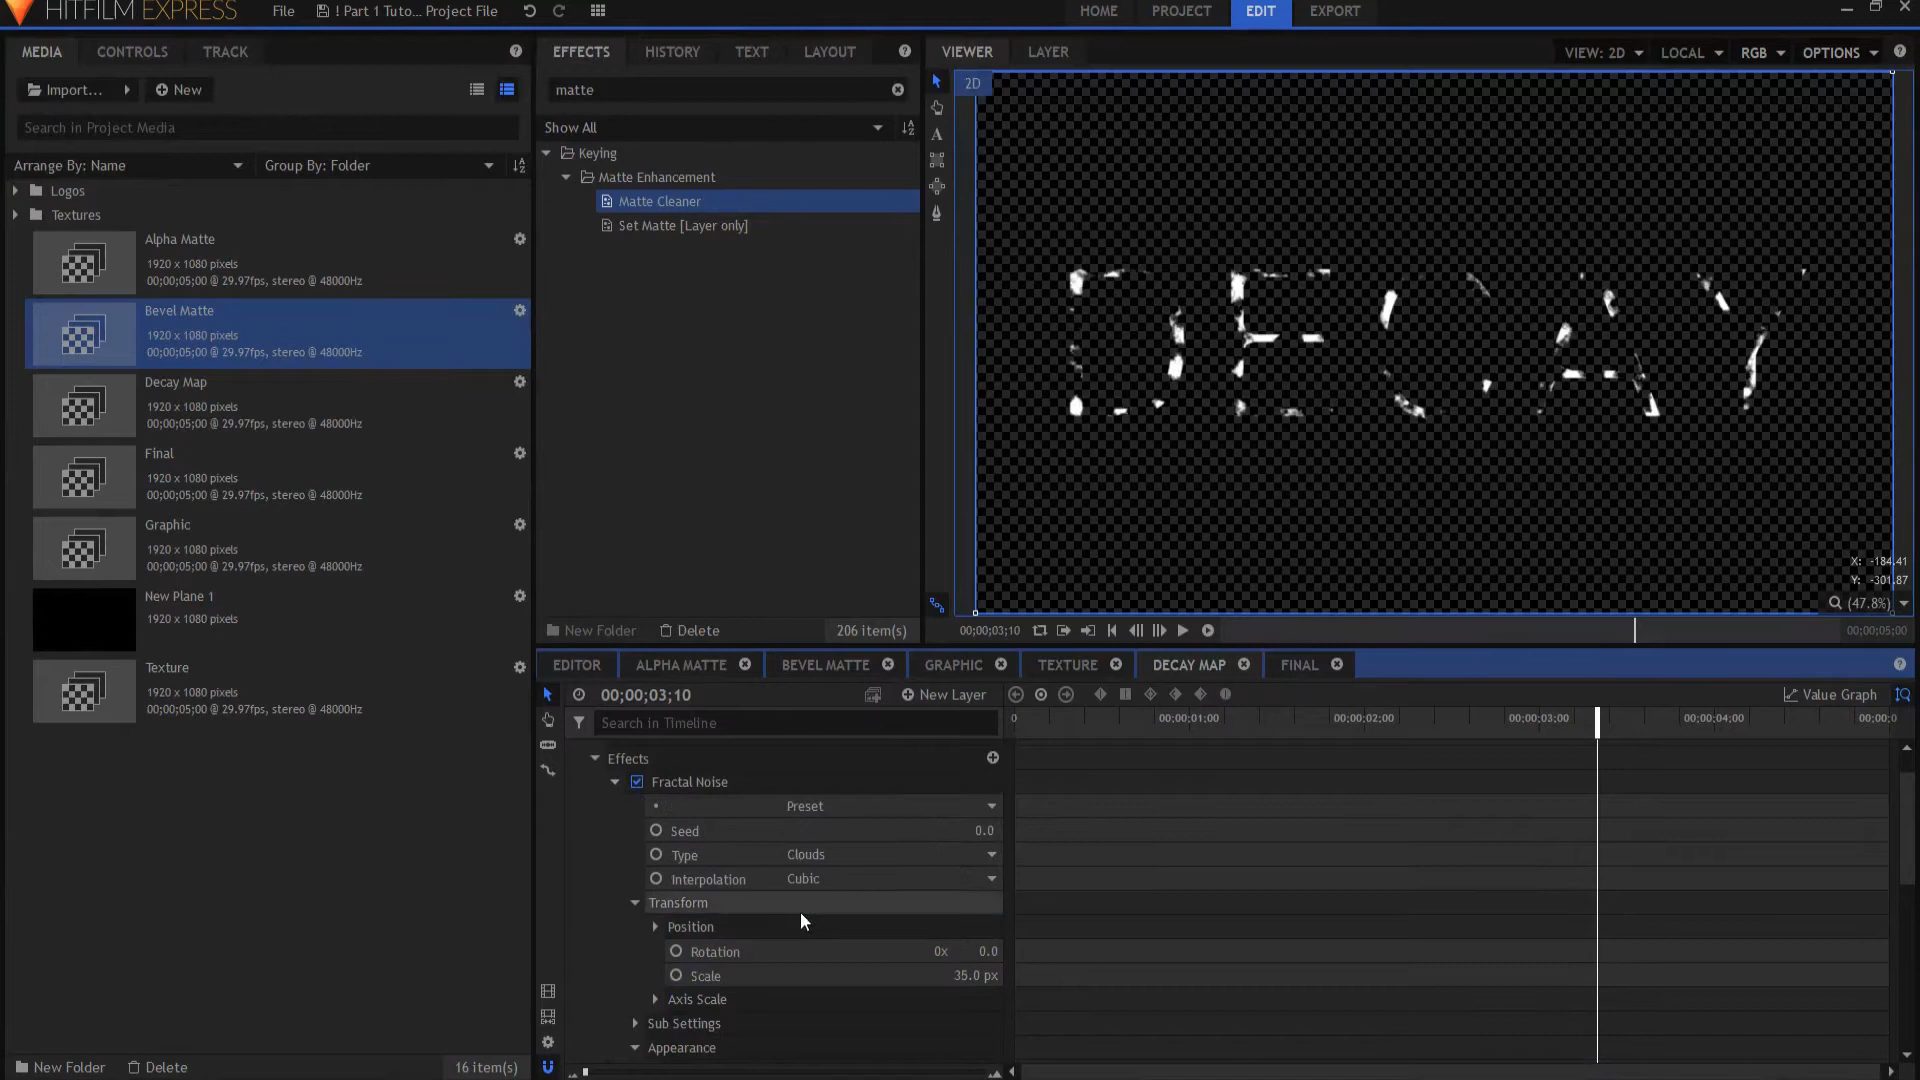 HITFILM EXPRESS
File
! Part 1 Tuto... Project File
HOME
PROJECT
EDIT
EXPORT
MEDIA
CONTROLS
TRACK
EFFECTS
HISTORY
TEXT
LAYOUT
VIEWER
LAYER
VIEW: 2D
LOCAL
RGB
OPTIONS
Import...
New
matte
2D
Search in Project Media
Show All
Arrange By: Name
Group By: Folder
Keying
Matte Enhancement
Matte Cleaner
Set Matte [Layer only]
Logos
Textures
Alpha Matte
1920 x 1080 pixels
00;00;05;00 @ 29.97fps, stereo @ 48000Hz
Bevel Matte
1920 x 1080 pixels
00;00;05;00 @ 29.97fps, stereo @ 48000Hz
Decay Map
1920 x 1080 pixels
00;00;05;00 @ 29.97fps, stereo @ 48000Hz
Final
1920 x 1080 pixels
00;00;05;00 @ 29.97fps, stereo @ 48000Hz
Graphic
1920 x 1080 pixels
00;00;05;00 @ 29.97fps, stereo @ 48000Hz
New Plane 1
1920 x 1080 pixels
Texture
1920 x 1080 pixels
00;00;05;00 @ 29.97fps, stereo @ 48000Hz
New Folder
Delete
16 item(s)
New Folder
Delete
206 item(s)
DECAY
X: -184.41
Y: -301.87
(47.8%)
00;00;03;10
00;00;05;00
EDITOR
ALPHA MATTE
BEVEL MATTE
GRAPHIC
TEXTURE
DECAY MAP
FINAL
00;00;03;10
New Layer
Value Graph
Search in Timeline
0
00;00;01;00
00;00;02;00
00;00;03;00
00;00;04;00
00;00;0
Effects
Fractal Noise
Preset
Seed 0.0
Type Clouds
Interpolation Cubic
Transform
Position
Rotation 0x 0.0
Scale 35.0 px
Axis Scale
Sub Settings
Appearance